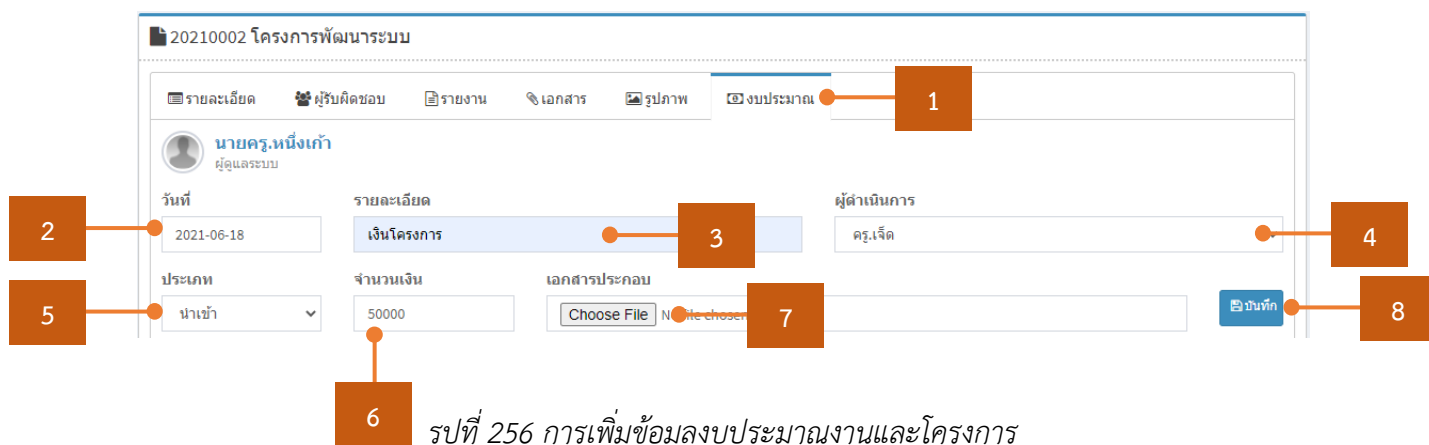 20210002 โครงการพัฒนาระบบ
รายละเอียด ผู้รับผิดชอบ รายงาน เอกสาร รูปภาพ งบประมาณ 1
นายครู.หนึ่งเก้า
ผู้ดูแลระบบ
วันที่ รายละเอียด ผู้ดำเนินการ
2 2021-06-18 เงินโครงการ 3 ครู.เจ็ด 4
ประเภท จำนวนเงิน เอกสารประกอบ
5 นำเข้า 50000 Choose File No file chosen 7 บันทึก 8
6 รปที่ 256 การเพิ่มข้อมลงบประมาณงานและโครงการ